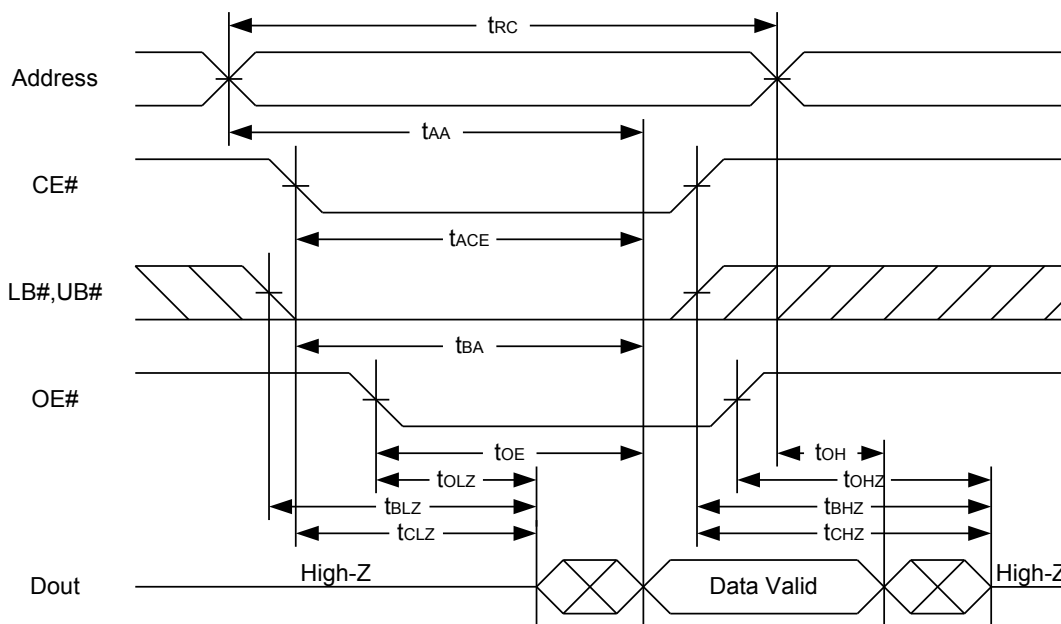 tRC
Address
tAA
CE#
tACE
LB#,UB#
tBA
OE#
tOE
tOH
tOLZ
tOHZ
tBLZ
tBHZ
tCLZ
tCHZ
High-Z
Dout
Data Valid
High-Z